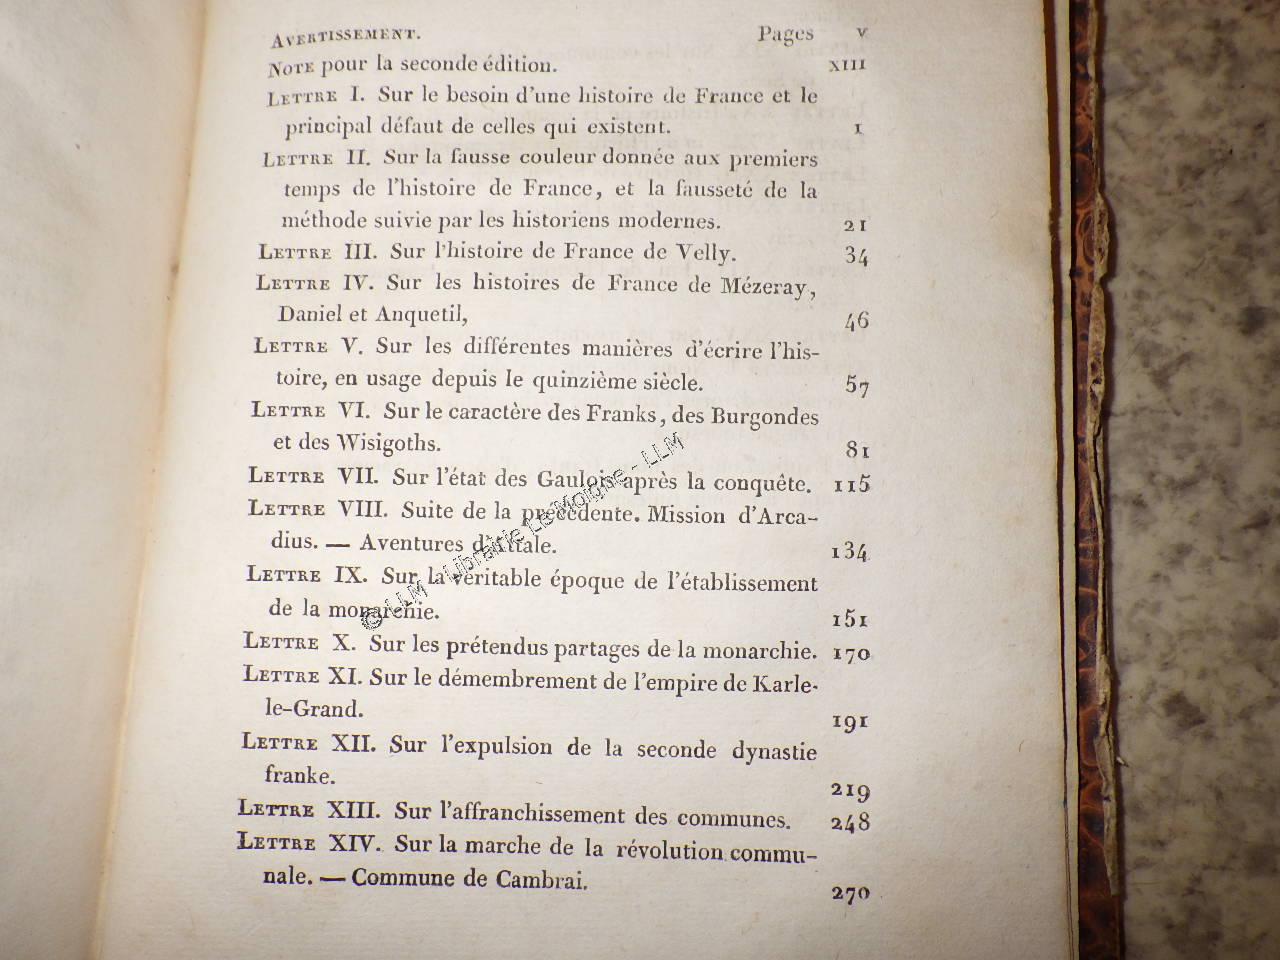 AVERTISSEMENT. Pages v
NOTE pour la seconde édition. XIII
LETTRE I. Sur le besoin d'une histoire de France et le
principal défaut de celles qui existent. 1
LETTRE II. Sur la fausse couleur donnée aux premiers
temps de l'histoire de France, et la fausseté de la
méthode suivie par les historiens modernes. 21
LETTRE III. Sur l'histoire de France de Velly. 34
LETTRE IV. Sur les histoires de France de Mézeray,
Daniel et Anquetil, 46
LETTRE V. Sur les différentes manières d'écrire l'his-
toire, en usage depuis le quinzième siècle. 57
LETTRE VI. Sur le caractère des Franks, des Burgondes
et des Wisigoths. 81
LETTRE VII. Sur l'état des Gaulois après la conquête. 115
LETTRE VIII. Suite de la précédente. Mission d'Arca-
dius. — Aventures d'Attale. 134
LETTRE IX. Sur la véritable époque de l'établissement
de la monarchie. 151
LETTRE X. Sur les prétendus partages de la monarchie. 170
LETTRE XI. Sur le démembrement de l'empire de Karle-
le-Grand. 191
LETTRE XII. Sur l'expulsion de la seconde dynastie
franke. 219
LETTRE XIII. Sur l'affranchissement des communes. 248
LETTRE XIV. Sur la marche de la révolution commu-
nale. — Commune de Cambrai. 270
© LLM - Librairie Le Moigne - LLM